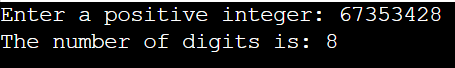 Enter a positive integer: 67353428
The number of digits is: 8